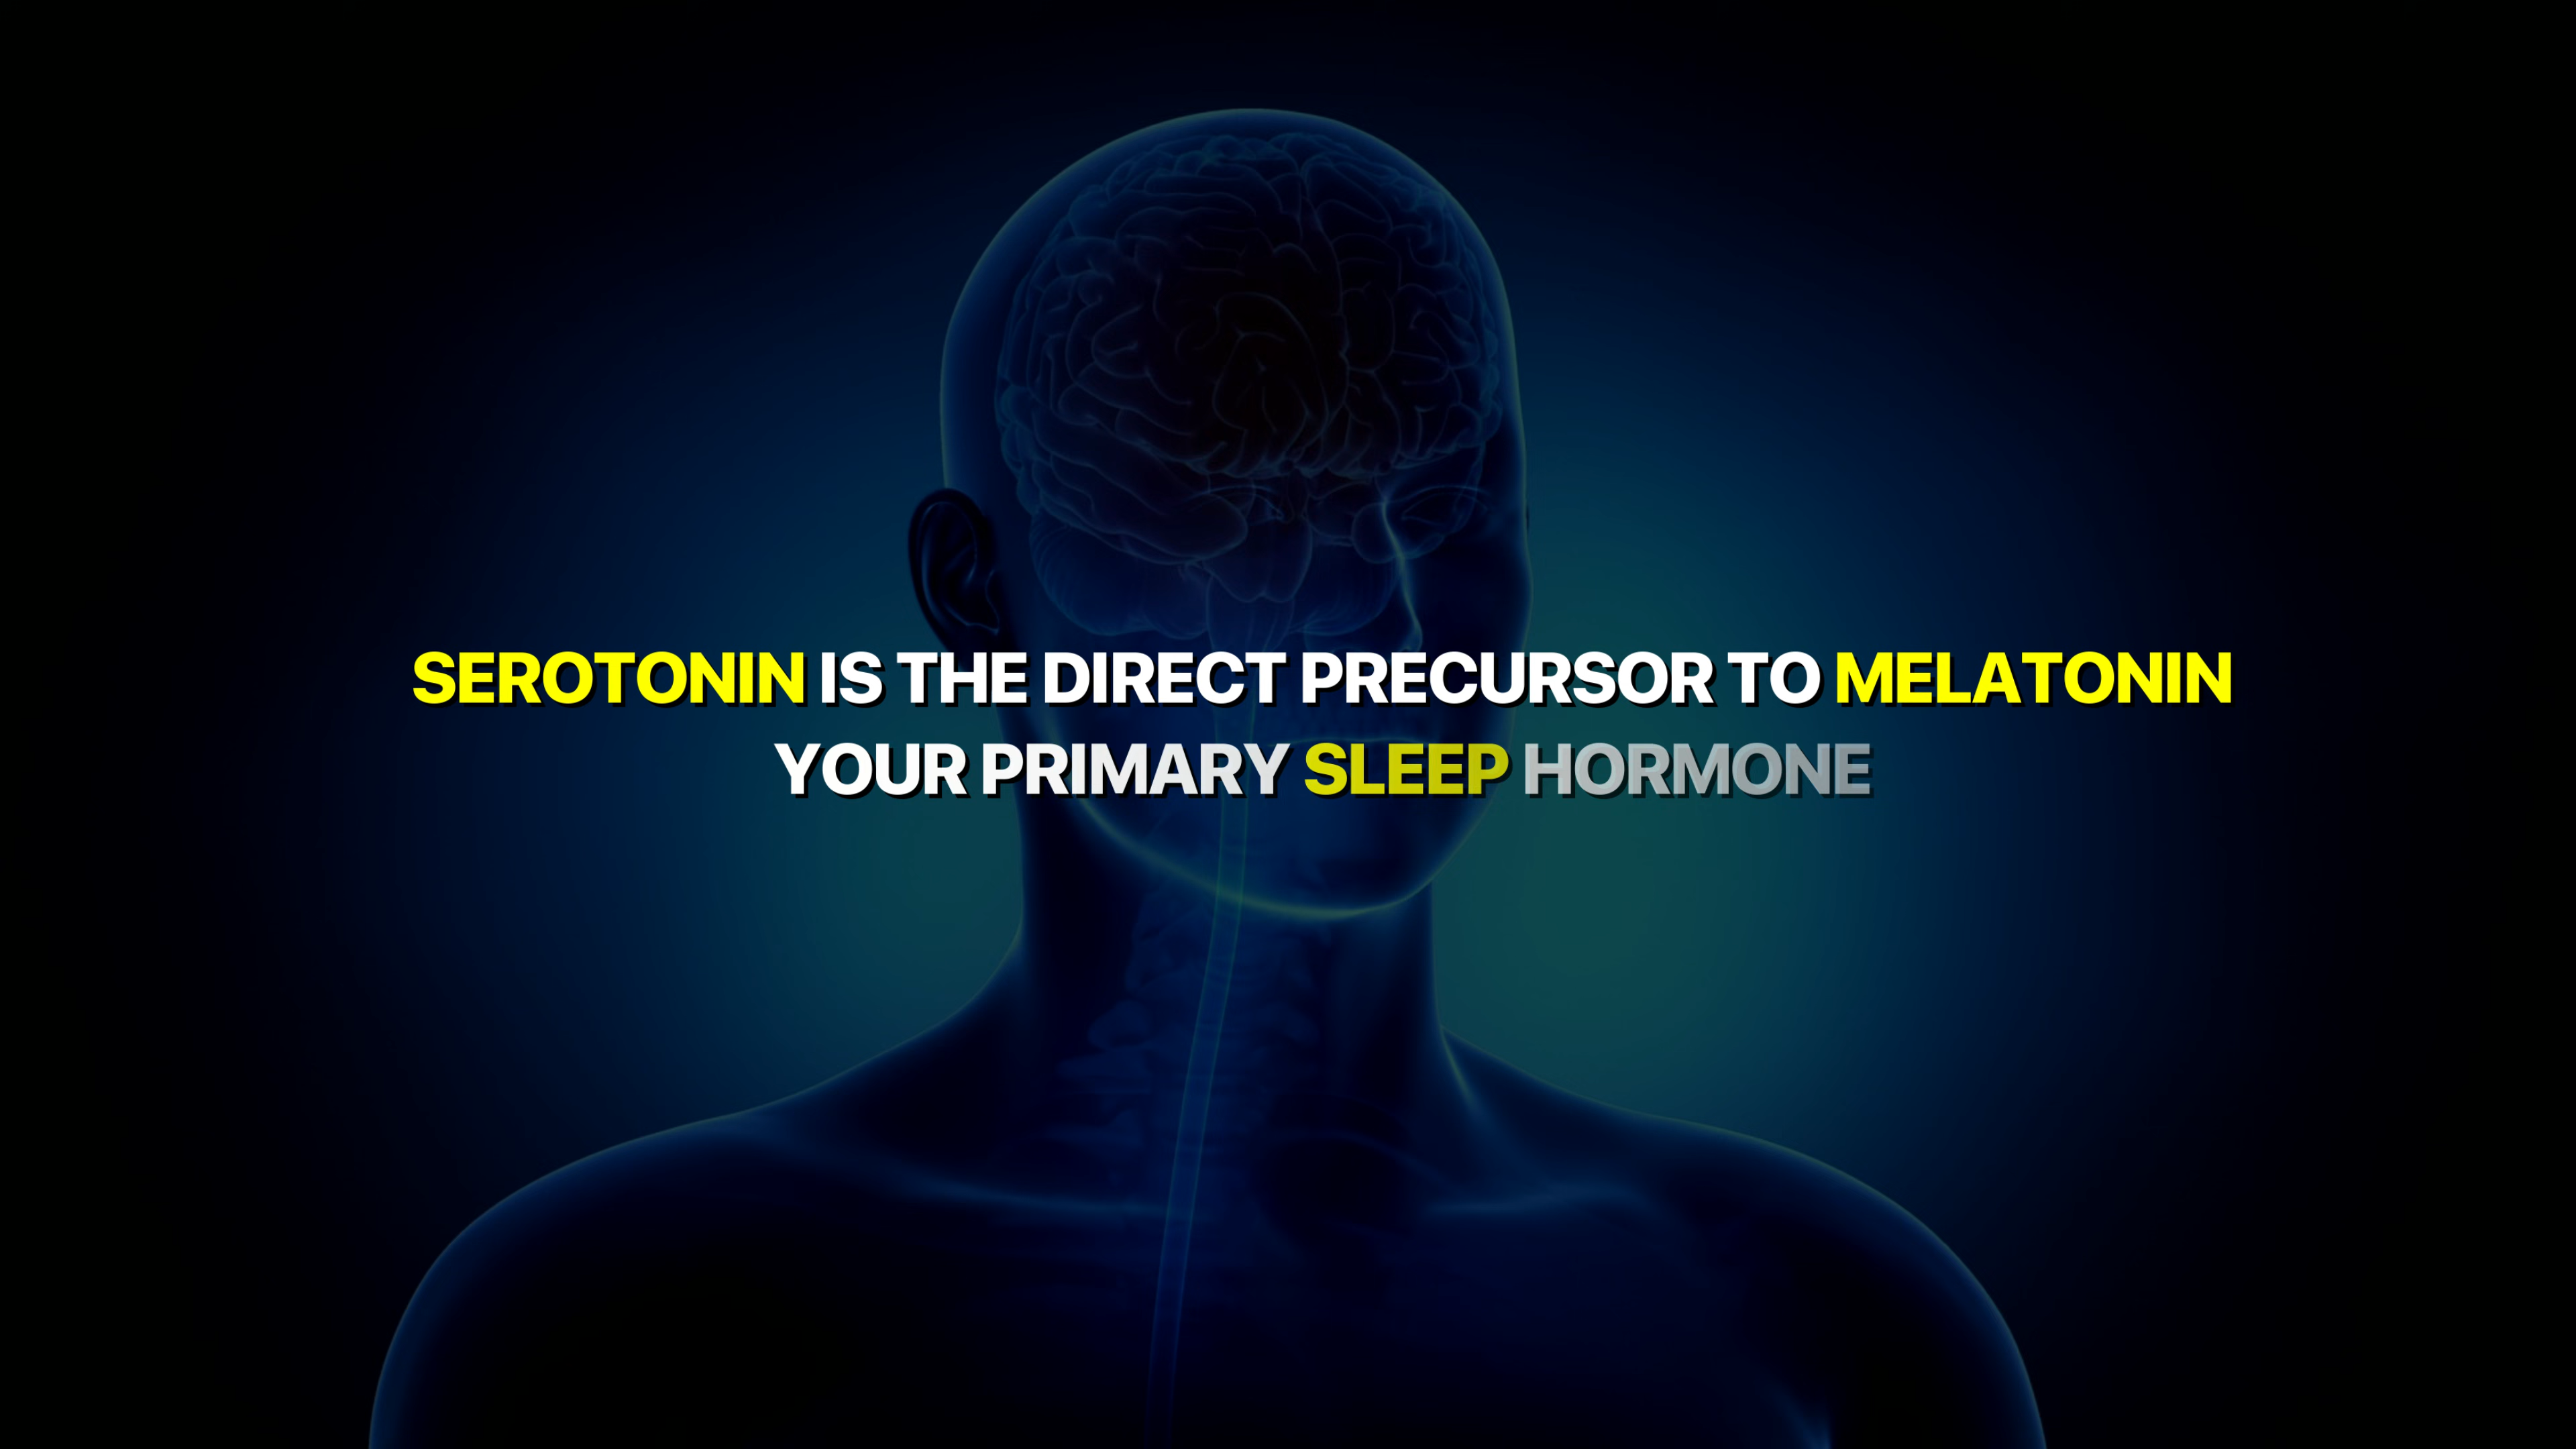 SEROTONIN IS THE DIRECT PRECURSOR TO MELATONIN
YOUR PRIMARY SLEEP HORMONE